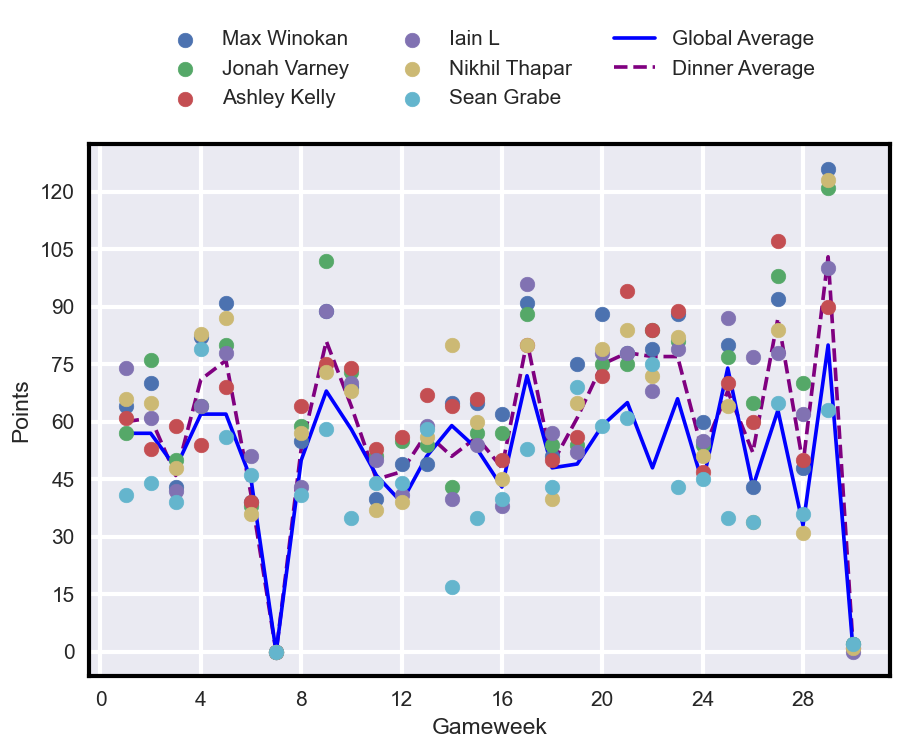 Max Winokan
Jonah Varney
Ashley Kelly
Iain L
Nikhil Thapar
Sean Grabe
Global Average
Dinner Average
120
105
90
75
60
45
30
15
0
Points
0 4 8 12 16 20 24 28
Gameweek